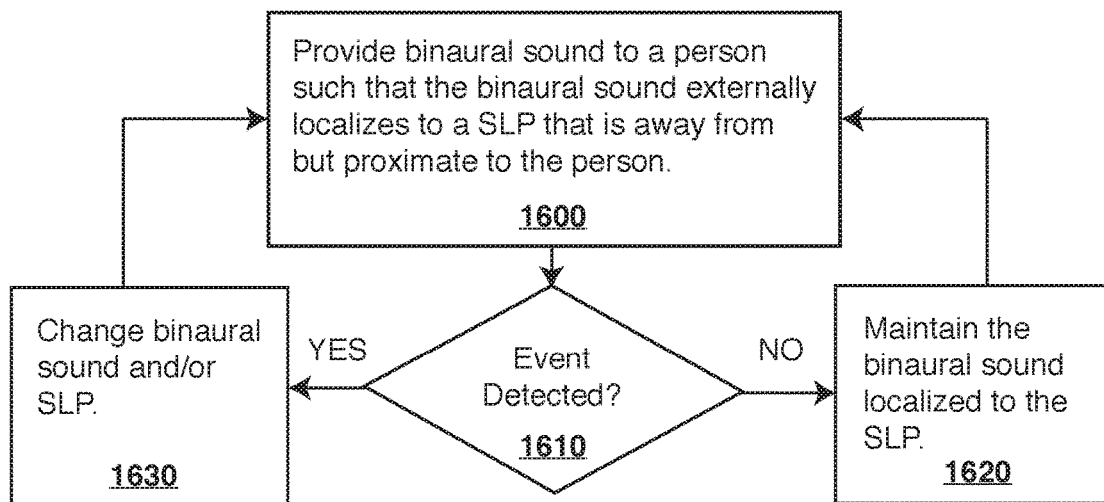 Provide binaural sound to a person
such that the binaural sound externally
localizes to a SLP that is away from
but proximate to the person.
1600
Event
Detected?
1610
YES
NO
Change binaural
sound and/or
SLP.
1630
Maintain the
binaural sound
localized to the
SLP.
1620